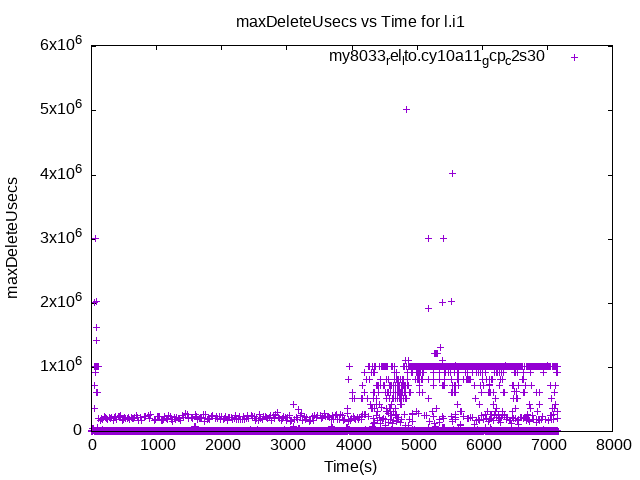 maxDeleteUsecs vs Time for l.i1
my8033_rel_lto.cy10a11_gcp_c2s30
6x10^6
5x10^6
4x10^6
3x10^6
2x10^6
1x10^6
0
maxDeleteUsecs
0 1000 2000 3000 4000 5000 6000 7000 8000
Time(s)